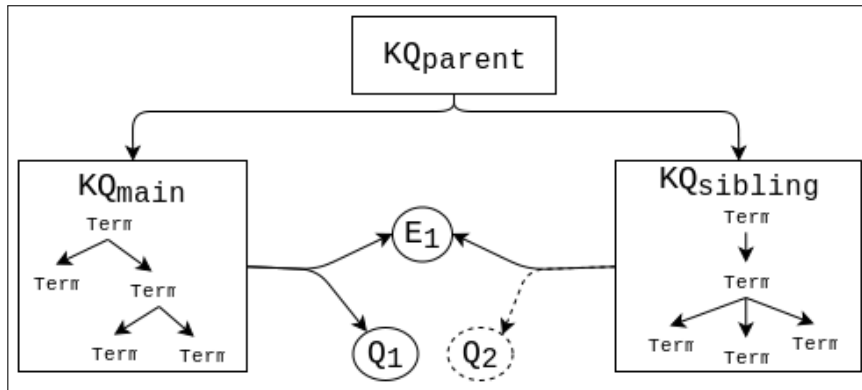 KQparent
KQmain
KQsibling
Term
Term
E1
Term
Term
Term
Term
Term
Q1
Q2
Term
Term
Term